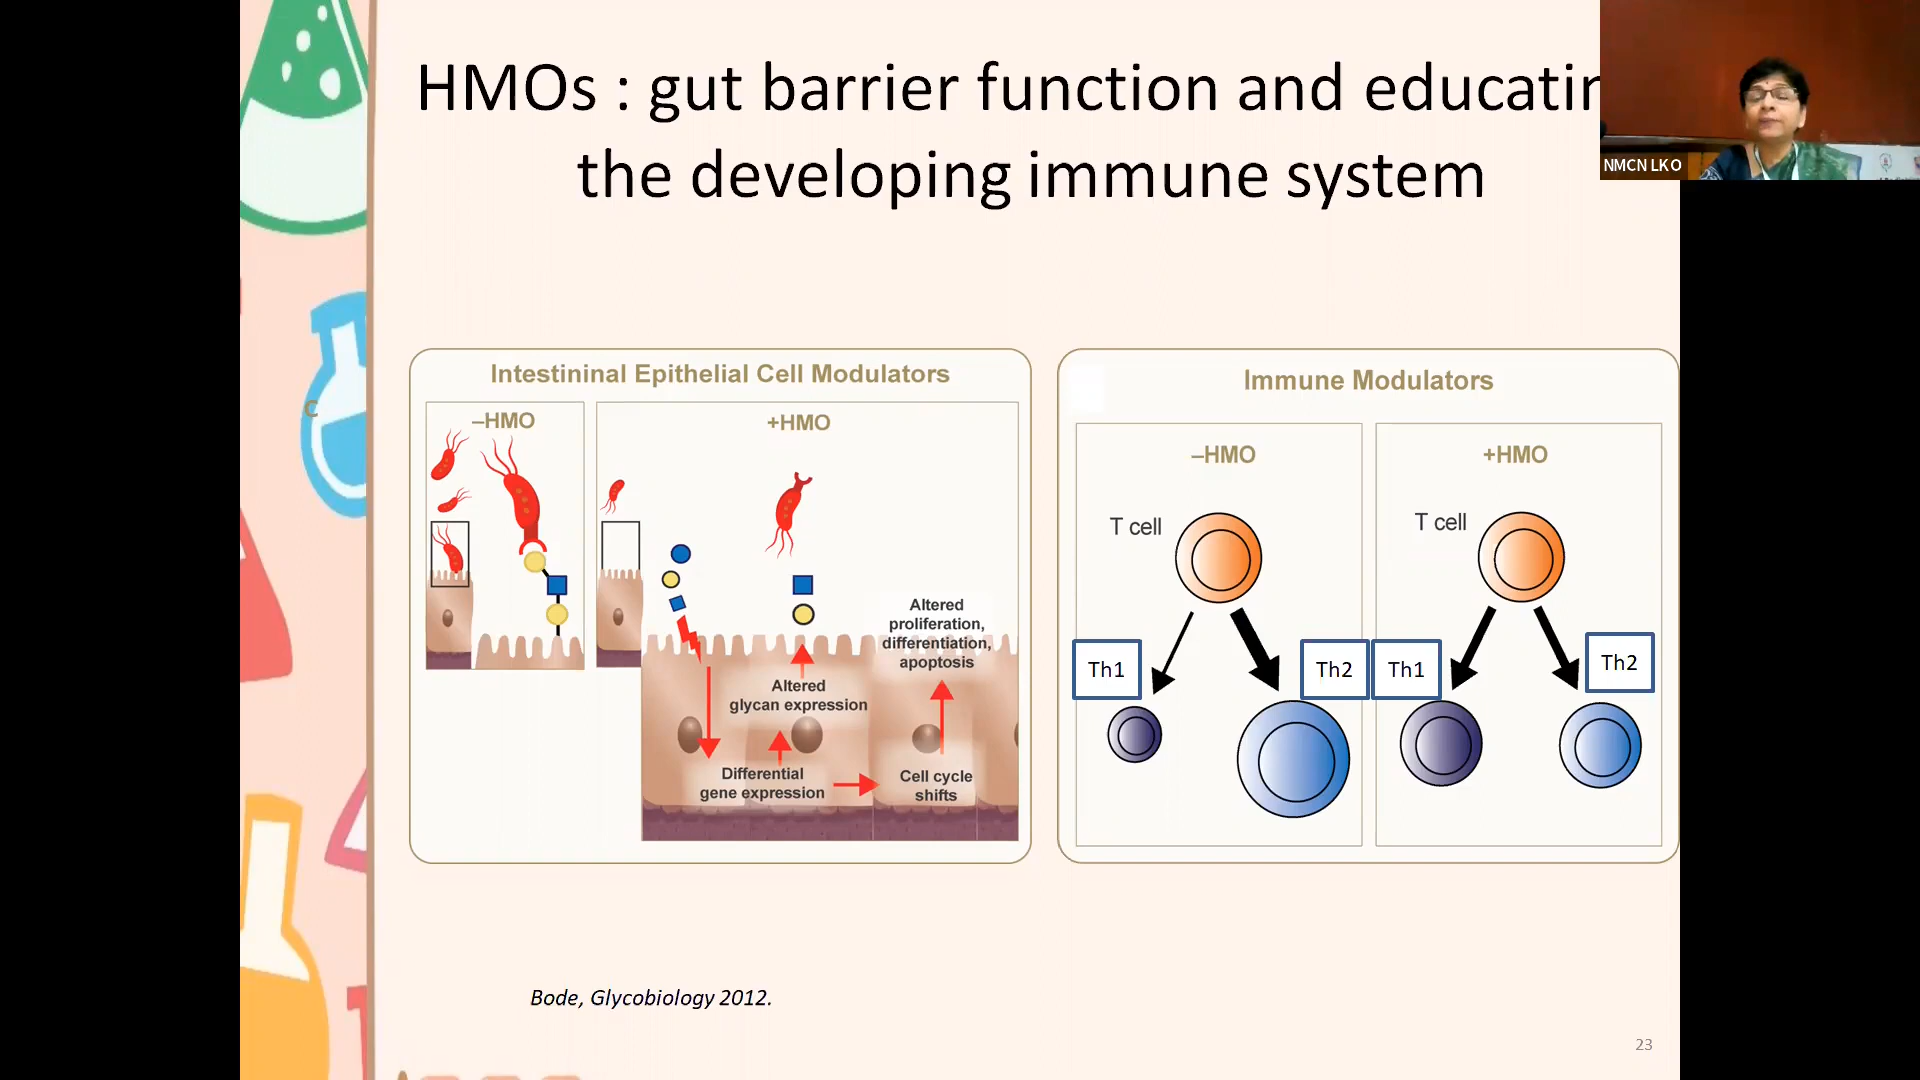 HMOs : gut barrier function and educatin
the developing immune system
NMCN LKO
C
Intestininal Epithelial Cell Modulators
–HMO
+HMO
Altered
proliferation,
differentiation,
apoptosis
Altered
glycan expression
Differential
gene expression
Cell cycle
shifts
Immune Modulators
–HMO
T cell
Th1
Th2
+HMO
T cell
Th1
Th2
Bode, Glycobiology 2012.
23